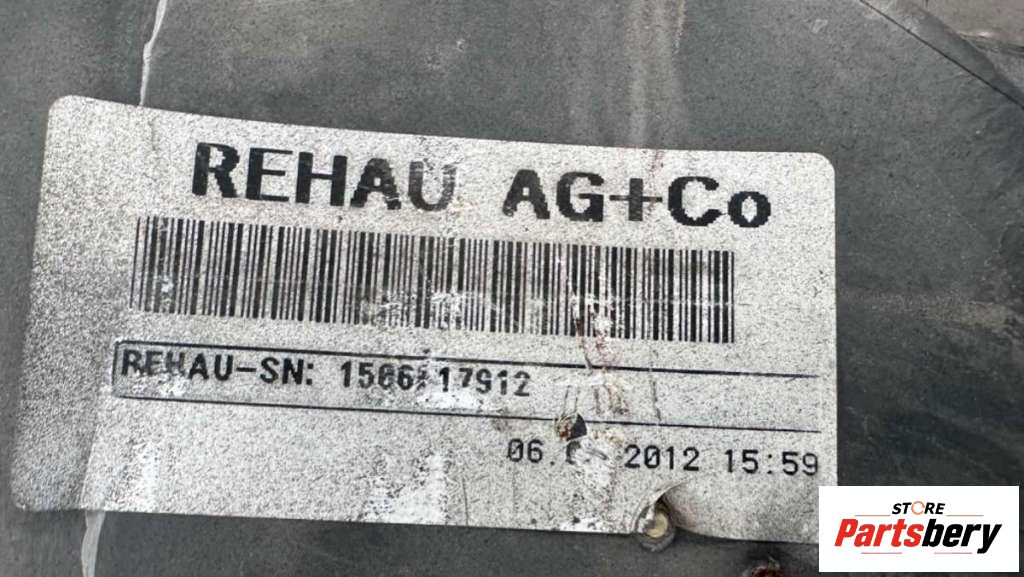 REHAU AG+Co
REHAU-SN:
2012 15:59
STORE
Partsbery